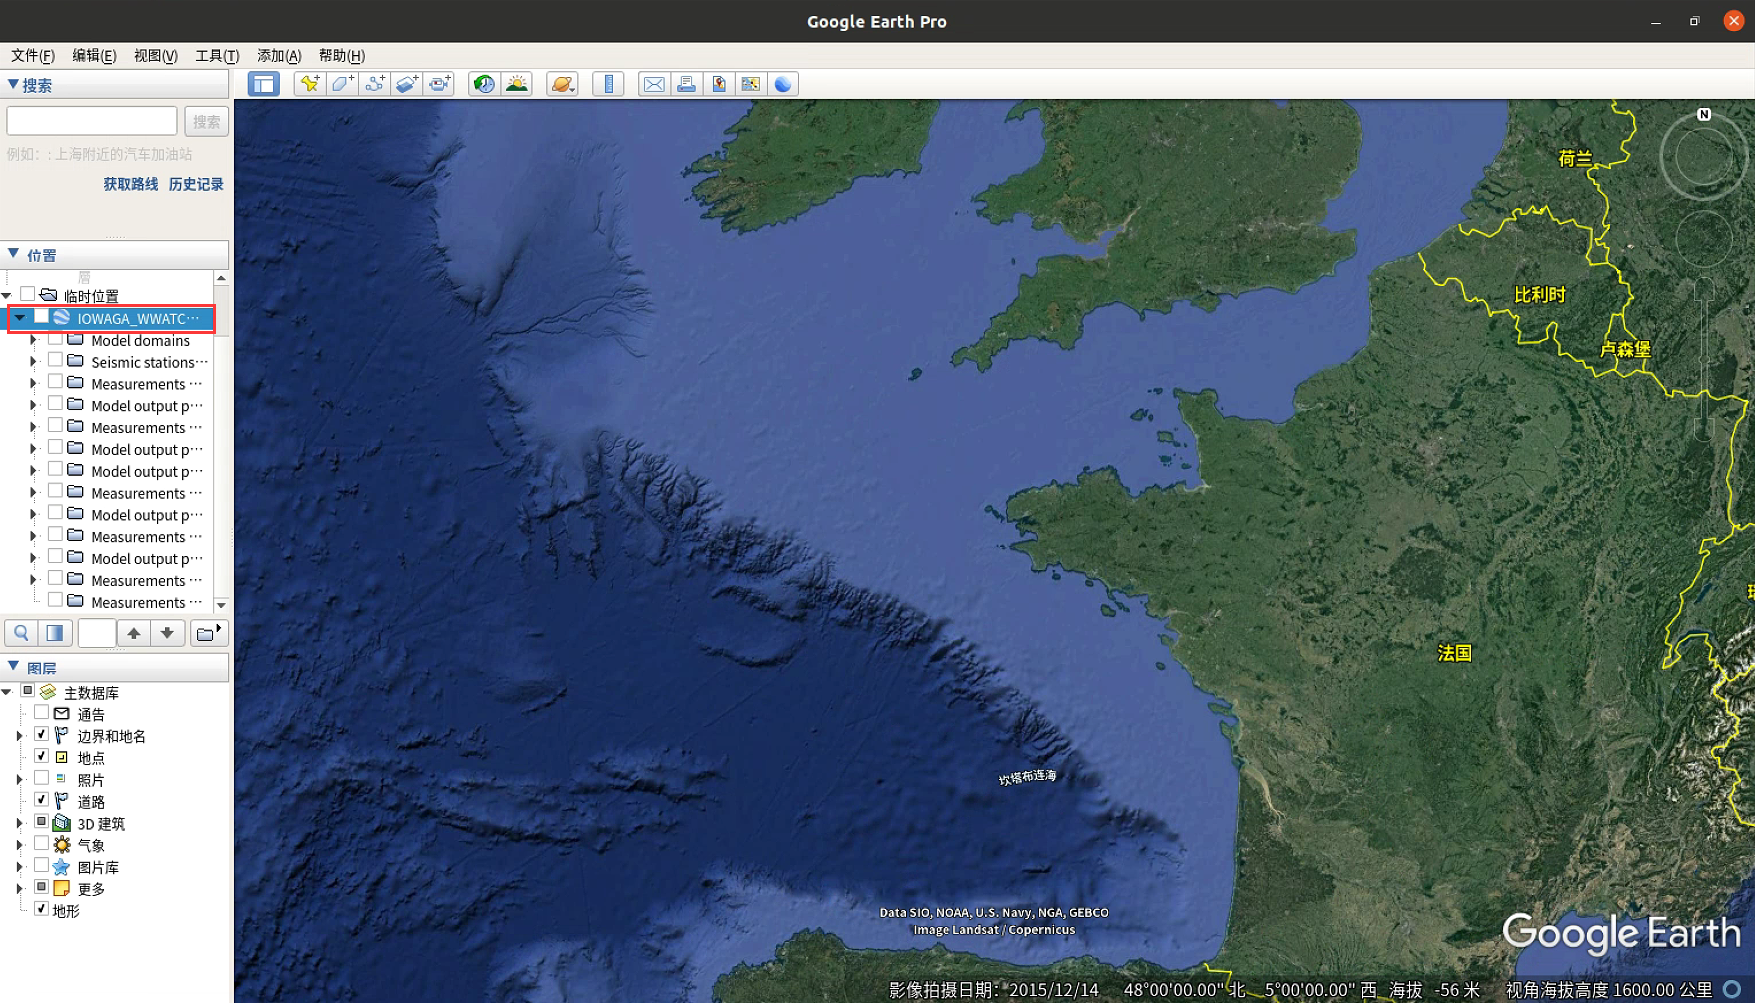 Google Earth Pro
文件(F) 编辑(E) 视图(V) 工具(T) 添加(A) 帮助(H)
搜索
搜索
例如：: 上海附近的汽车加油站
获取路线 历史记录
位置
层
临时位置
IOWAGA_WWATC…
Model domains
Seismic stations…
Measurements …
Model output p…
Measurements …
Model output p…
Model output p…
Measurements …
Model output p…
Measurements …
Model output p…
Measurements …
Measurements …
图层
主数据库
通告
边界和地名
地点
照片
道路
3D 建筑
气象
图片库
更多
地形
N
荷兰
比利时
卢森堡
法国
坎塔布连海
Data SIO, NOAA, U.S. Navy, NGA, GEBCO
Image Landsat / Copernicus
Google Earth
影像拍摄日期: 2015/12/14 48°00'00.00" 北 5°00'00.00" 西 海拔 -56 米 视角海拔高度 1600.00 公里